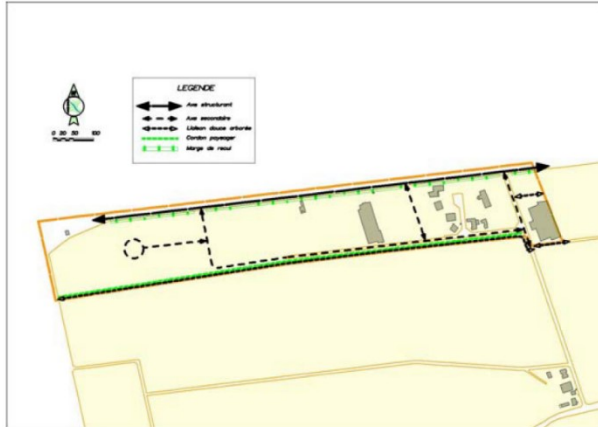 LEGENDE
Axe structurant
Axe secondaire
Liaison douce arborée
Cordon paysager
Marge de recul
0 20 50 100